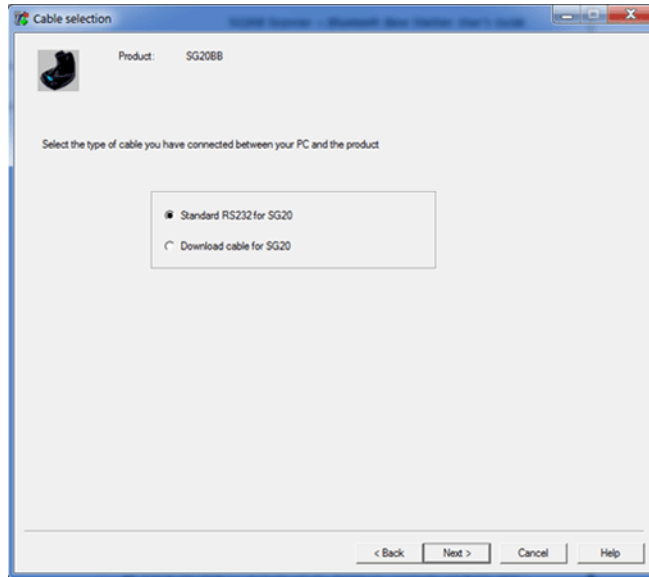 Cable selection
Product: SG20BB
Select the type of cable you have connected between your PC and the product
Standard RS232 for SG20
Download cable for SG20
< Back Next > Cancel Help